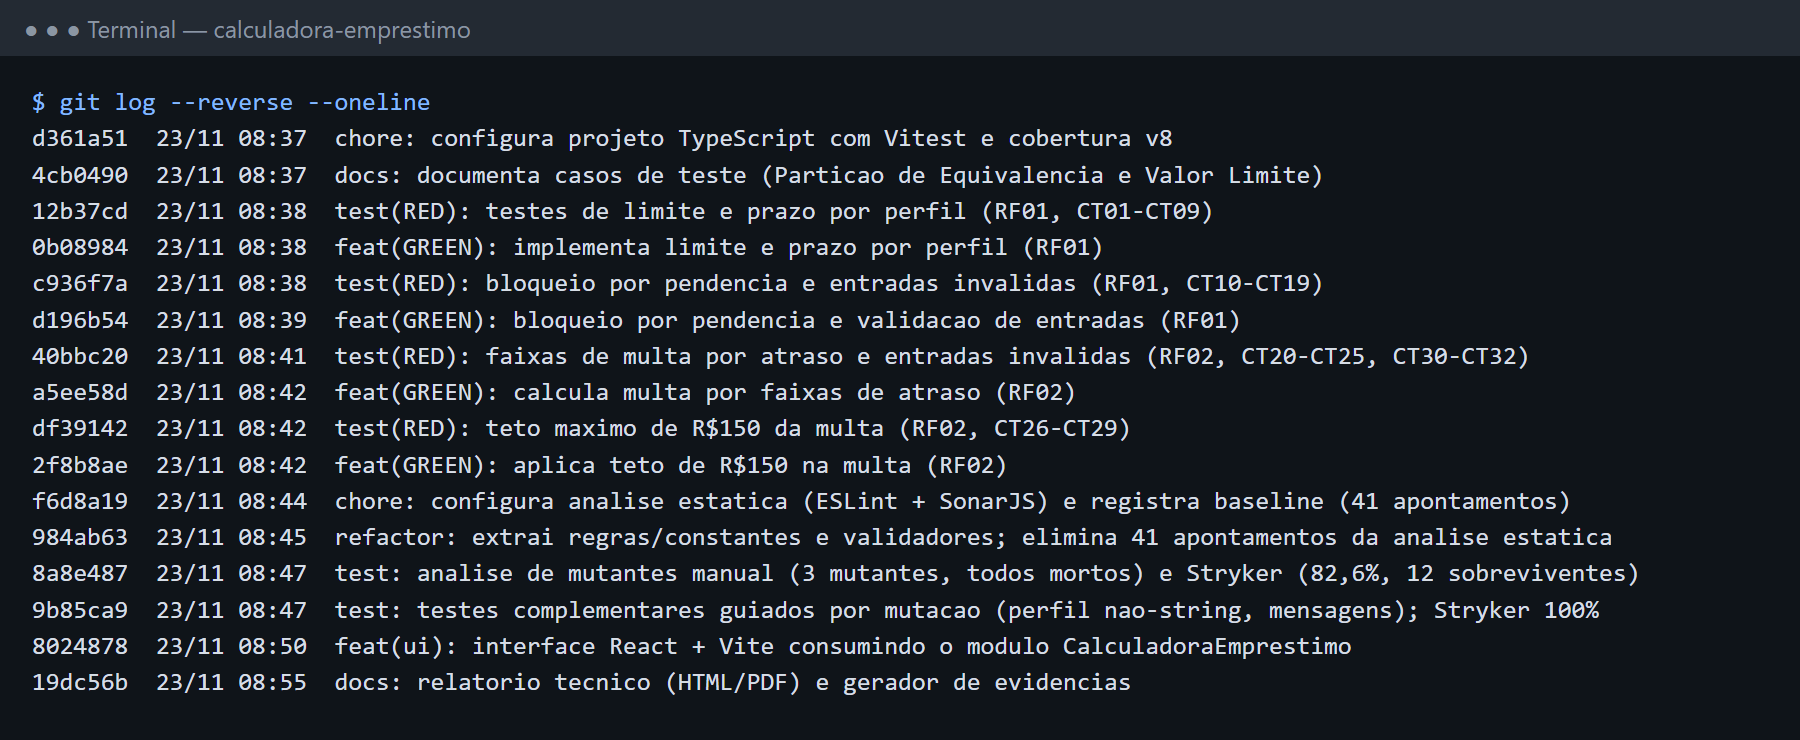 ● ● ● Terminal — calculadora-emprestimo
$ git log --reverse --oneline
d361a51  23/11 08:37  chore: configura projeto TypeScript com Vitest e cobertura v8
4cb0490  23/11 08:37  docs: documenta casos de teste (Particao de Equivalencia e Valor Limite)
12b37cd  23/11 08:38  test(RED): testes de limite e prazo por perfil (RF01, CT01-CT09)
0b08984  23/11 08:38  feat(GREEN): implementa limite e prazo por perfil (RF01)
c936f7a  23/11 08:38  test(RED): bloqueio por pendencia e entradas invalidas (RF01, CT10-CT19)
d196b54  23/11 08:39  feat(GREEN): bloqueio por pendencia e validacao de entradas (RF01)
40bbc20  23/11 08:41  test(RED): faixas de multa por atraso e entradas invalidas (RF02, CT20-CT25, CT30-CT32)
a5ee58d  23/11 08:42  feat(GREEN): calcula multa por faixas de atraso (RF02)
df39142  23/11 08:42  test(RED): teto maximo de R$150 da multa (RF02, CT26-CT29)
2f8b8ae  23/11 08:42  feat(GREEN): aplica teto de R$150 na multa (RF02)
f6d8a19  23/11 08:44  chore: configura analise estatica (ESLint + SonarJS) e registra baseline (41 apontamentos)
984ab63  23/11 08:45  refactor: extrai regras/constantes e validadores; elimina 41 apontamentos da analise estatica
8a8e487  23/11 08:47  test: analise de mutantes manual (3 mutantes, todos mortos) e Stryker (82,6%, 12 sobreviventes)
9b85ca9  23/11 08:47  test: testes complementares guiados por mutacao (perfil nao-string, mensagens); Stryker 100%
8024878  23/11 08:50  feat(ui): interface React + Vite consumindo o modulo CalculadoraEmprestimo
19dc56b  23/11 08:55  docs: relatorio tecnico (HTML/PDF) e gerador de evidencias